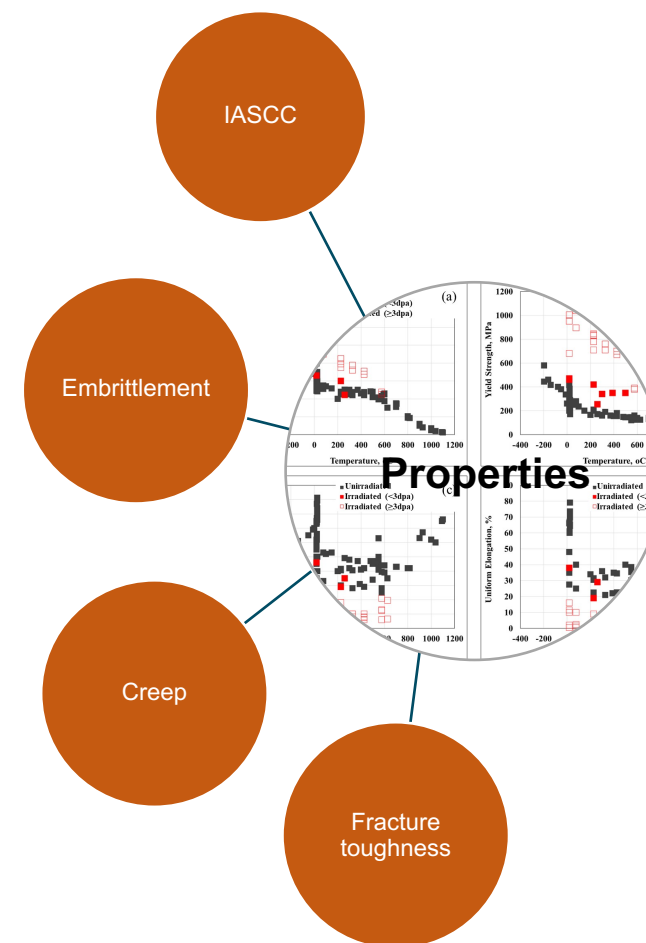 IASCC
(a)
(≥3dpa)
0 200 400 600 800 1000 1200
Temperature,
1200
1000
800
600
400
200
0
Yield Strength, MPa
-400 -200 0 200 400 600
Temperature, oC
Embrittlement
Properties
(c)
Unirradiated
Irradiated (<3dpa)
Irradiated (≥3dpa)
800 1000 1200
Unirradiated
Irradiated
Irradiated
90
80
70
60
50
40
30
20
10
0
Uniform Elongation, %
-400 -200 0 200 400 600
Creep
Fracture
toughness